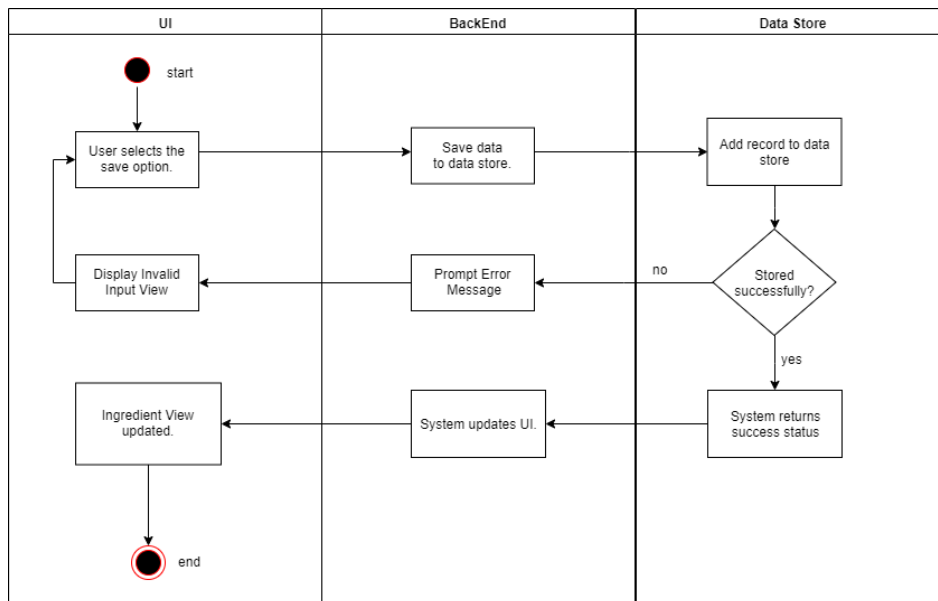 UI
BackEnd
Data Store
start
User selects the
save option.
Save data
to data store.
Add record to data
store
Display Invalid
Input View
Prompt Error
Message
no
Stored
successfully?
yes
Ingredient View
updated.
System updates UI.
System returns
success status
end